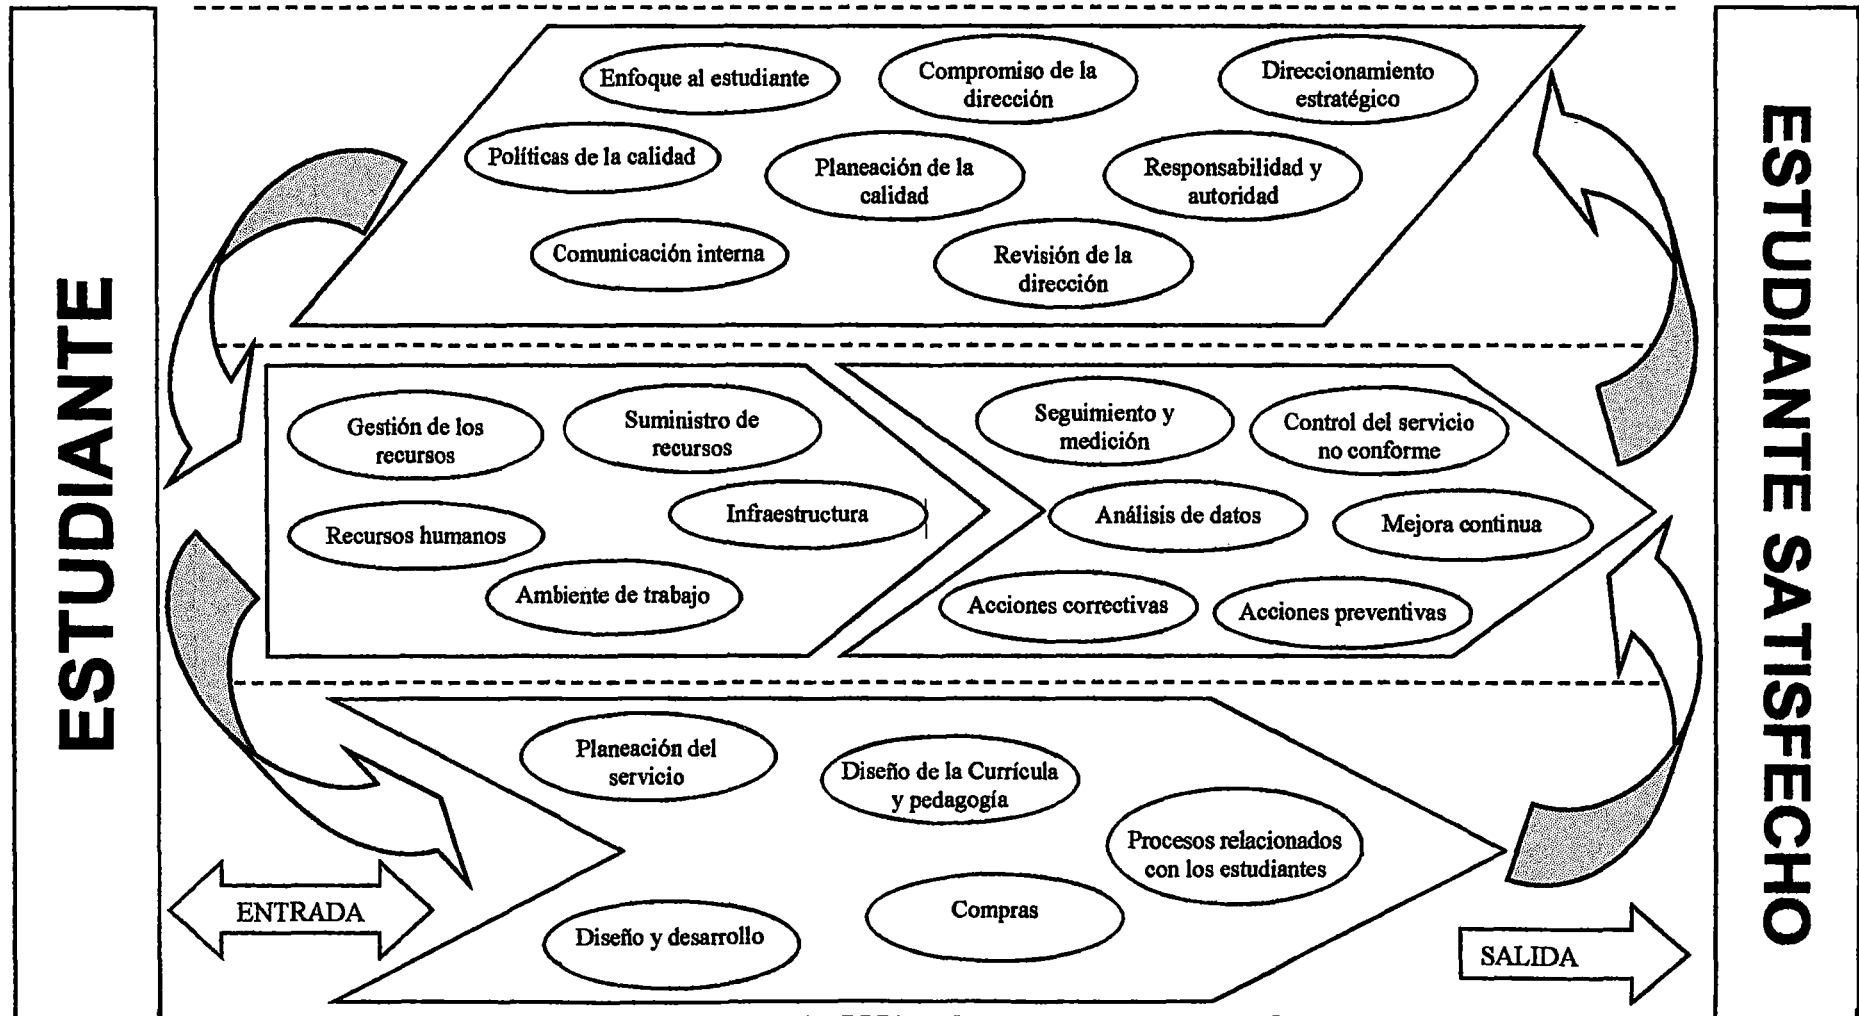 ESTUDIANTE
Enfoque al estudiante
Compromiso de la
dirección
Direccionamiento
estratégico
Políticas de la calidad
Planeación de la
calidad
Responsabilidad y
autoridad
Comunicación interna
Revisión de la
dirección
Gestión de los
recursos
Suministro de
recursos
Infraestructura
Recursos humanos
Ambiente de trabajo
Seguimiento y
medición
Control del servicio
no conforme
Análisis de datos
Mejora continua
Acciones correctivas
Acciones preventivas
Planeación del
servicio
Diseño de la Currícula
y pedagogía
Procesos relacionados
con los estudiantes
Compras
Diseño y desarrollo
ENTRADA
SALIDA
ESTUDIANTE SATISFECHO